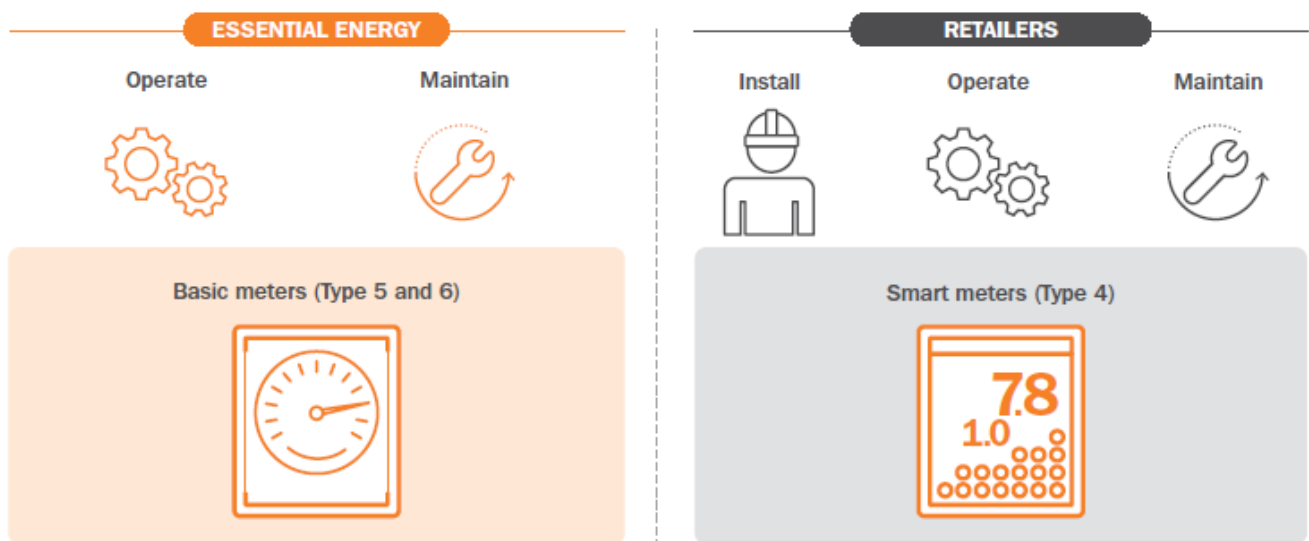 ESSENTIAL ENERGY
Operate
Maintain
Basic meters (Type 5 and 6)
RETAILERS
Install
Operate
Maintain
Smart meters (Type 4)
7.8
1.0